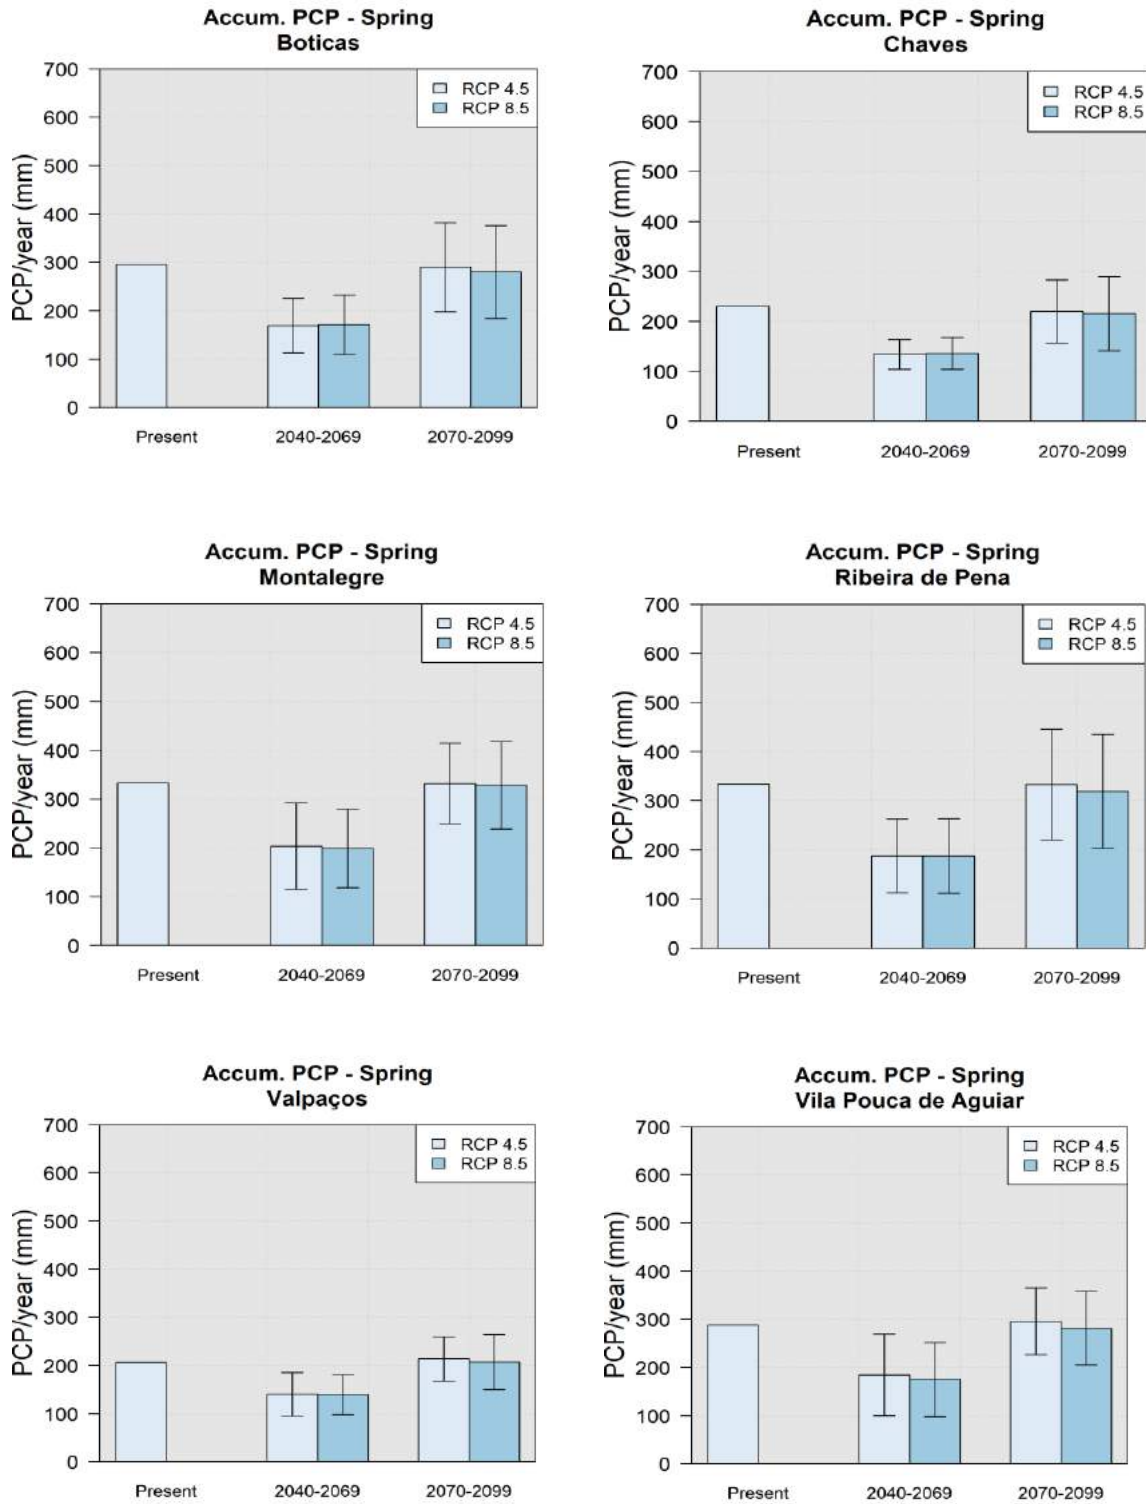 Accum. PCP - Spring
Boticas
RCP 4.5
RCP 8.5
PCP/year (mm)
700
600
500
400
300
200
100
0
Present 2040-2069 2070-2099
Accum. PCP - Spring
Chaves
RCP 4.5
RCP 8.5
PCP/year (mm)
700
600
500
400
300
200
100
0
Present 2040-2069 2070-2099
Accum. PCP - Spring
Montalegre
RCP 4.5
RCP 8.5
PCP/year (mm)
700
600
500
400
300
200
100
0
Present 2040-2069 2070-2099
Accum. PCP - Spring
Ribeira de Pena
RCP 4.5
RCP 8.5
PCP/year (mm)
700
600
500
400
300
200
100
0
Present 2040-2069 2070-2099
Accum. PCP - Spring
Valpaços
RCP 4.5
RCP 8.5
PCP/year (mm)
700
600
500
400
300
200
100
0
Present 2040-2069 2070-2099
Accum. PCP - Spring
Vila Pouca de Aguiar
RCP 4.5
RCP 8.5
PCP/year (mm)
700
600
500
400
300
200
100
0
Present 2040-2069 2070-2099